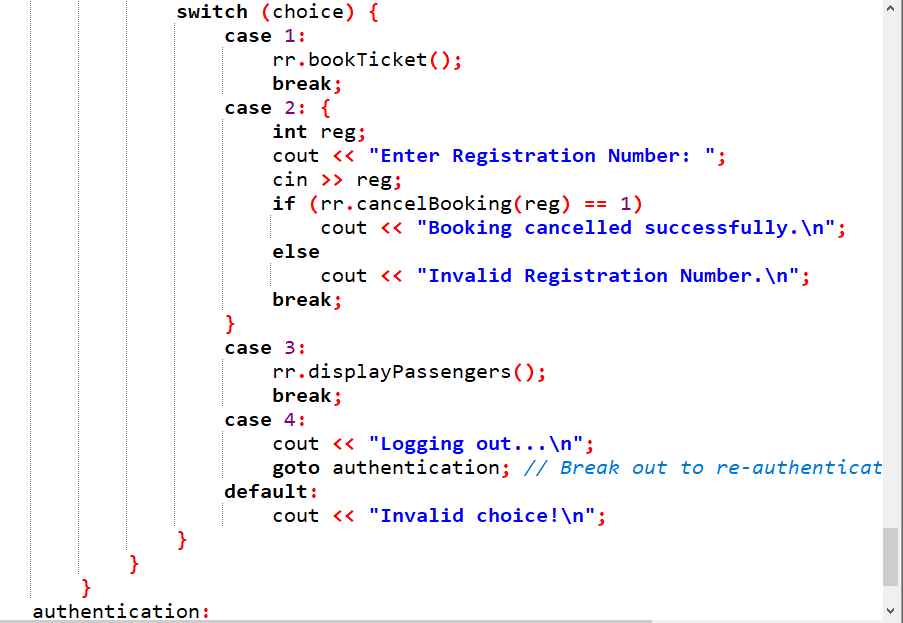 switch (choice) {
case 1:
rr.bookTicket();
break;
case 2: {
int reg;
cout << "Enter Registration Number: ";
cin >> reg;
if (rr.cancelBooking(reg) == 1)
cout << "Booking cancelled successfully.\n";
else
cout << "Invalid Registration Number.\n";
break;
}
case 3:
rr.displayPassengers();
break;
case 4:
cout << "Logging out...\n";
goto authentication; // Break out to re-authenticat
default:
cout << "Invalid choice!\n";
}
}
}
authentication: